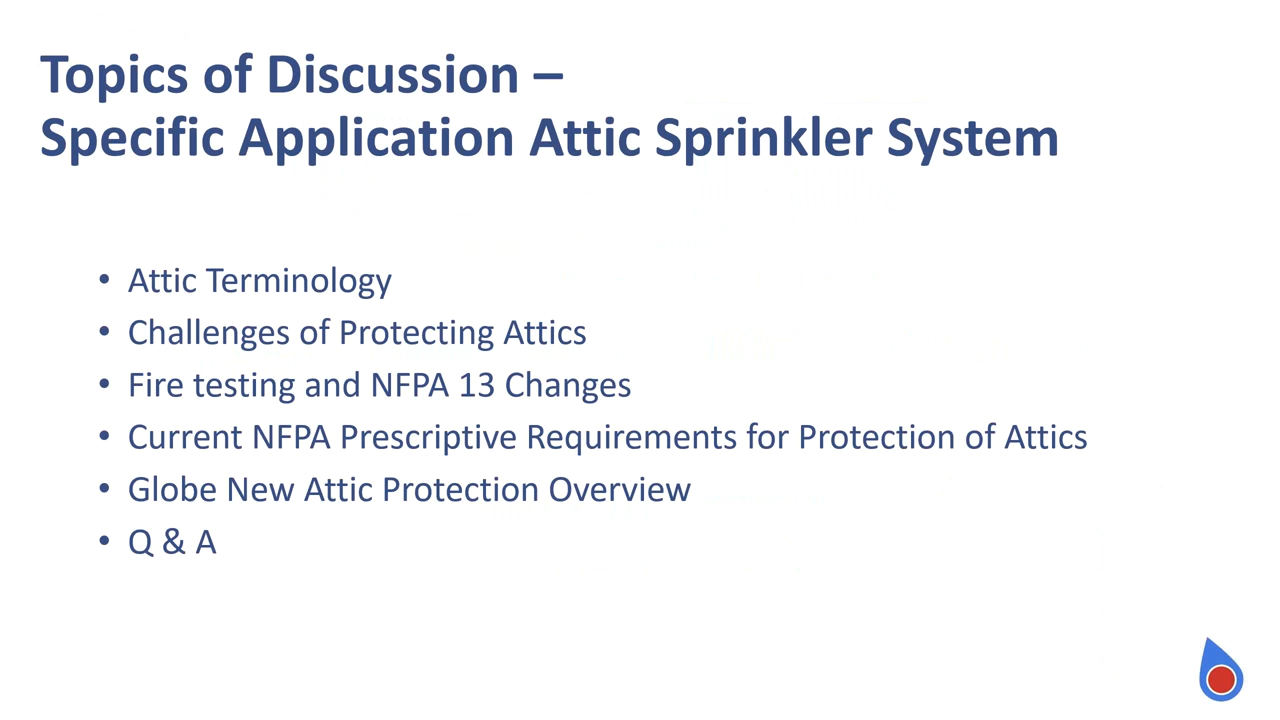 Topics of Discussion –
Specific Application Attic Sprinkler System
• Attic Terminology
• Challenges of Protecting Attics
• Fire testing and NFPA 13 Changes
• Current NFPA Prescriptive Requirements for Protection of Attics
• Globe New Attic Protection Overview
• Q & A